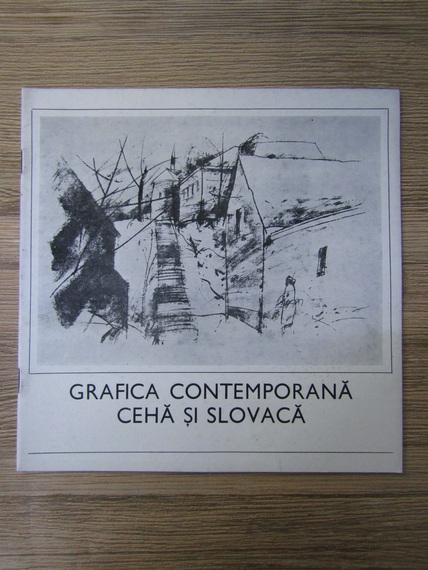 GRAFICA CONTEMPORANĂ
CEHĂ ȘI SLOVACĂ